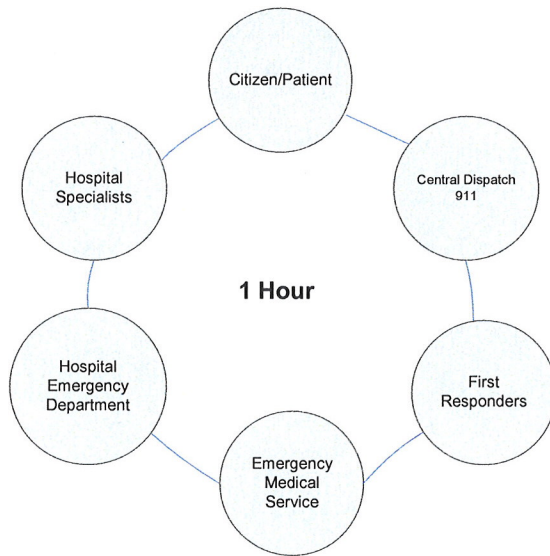 Citizen/Patient
Central Dispatch
911
First
Responders
Emergency
Medical
Service
Hospital
Emergency
Department
Hospital
Specialists
1 Hour